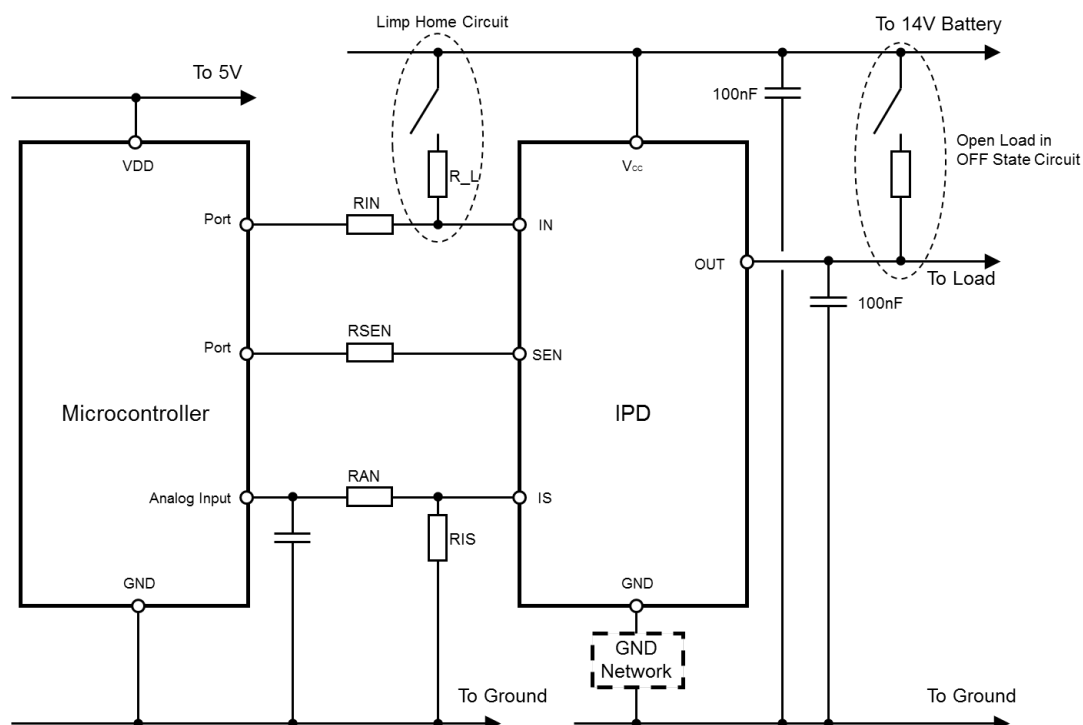 Limp Home Circuit
To 14V Battery
To 5V
100nF
VDD
Vcc
R_L
Open Load in
OFF State Circuit
Port
RIN
IN
OUT
To Load
100nF
Port
RSEN
SEN
Microcontroller
IPD
RAN
Analog Input
IS
RIS
GND
GND
GND
Network
To Ground
To Ground